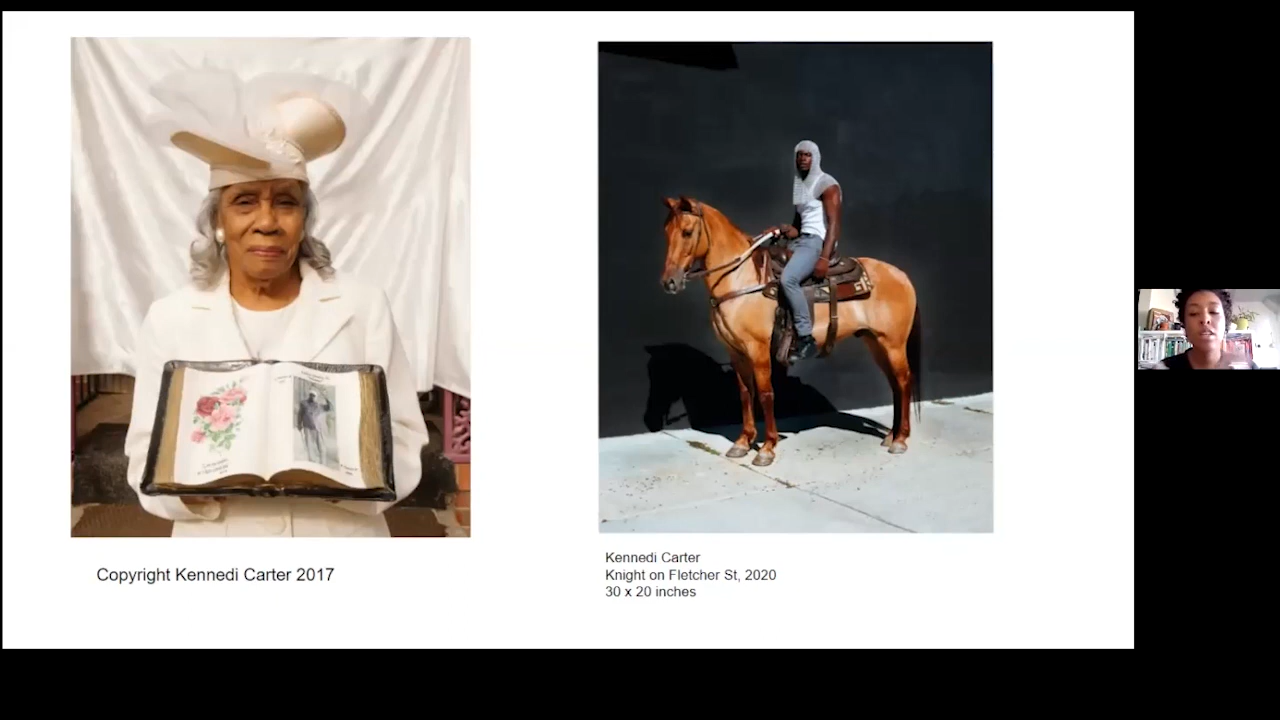 Copyright Kennedi Carter 2017
Kennedi Carter
Knight on Fletcher St, 2020
30 x 20 inches